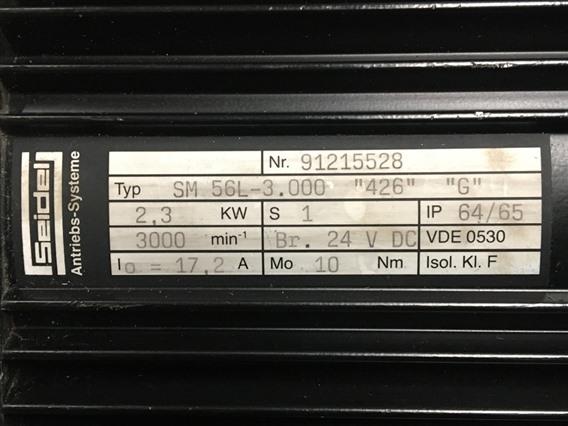 Seidel
Antriebs-Systeme
Nr. 91215528
Typ SM 56L-3.000 "426" "G"
2.3 KW S 1 IP 64/65
3000 min⁻¹ Br. 24 V DC VDE 0530
Io = 17,2 A Mo 10 Nm Isol. Kl. F